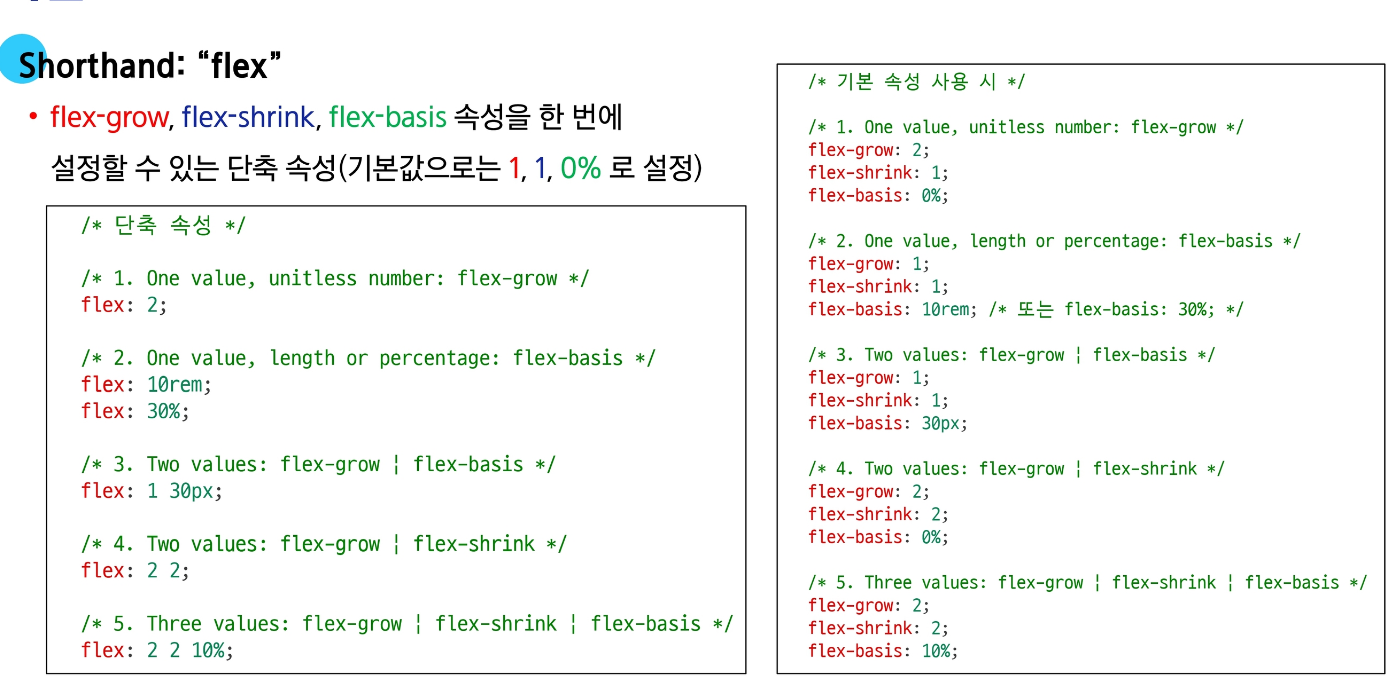 Shorthand: “flex”
• flex-grow, flex-shrink, flex-basis 속성을 한 번에
설정할 수 있는 단축 속성(기본값으로는 1, 1, 0% 로 설정)
/* 단축 속성 */
/* 1. One value, unitless number: flex-grow */
flex: 2;
/* 2. One value, length or percentage: flex-basis */
flex: 10rem;
flex: 30%;
/* 3. Two values: flex-grow ¦ flex-basis */
flex: 1 30px;
/* 4. Two values: flex-grow ¦ flex-shrink */
flex: 2 2;
/* 5. Three values: flex-grow ¦ flex-shrink ¦ flex-basis */
flex: 2 2 10%;
/* 기본 속성 사용 시 */
/* 1. One value, unitless number: flex-grow */
flex-grow: 2;
flex-shrink: 1;
flex-basis: 0%;
/* 2. One value, length or percentage: flex-basis */
flex-grow: 1;
flex-shrink: 1;
flex-basis: 10rem; /* 또는 flex-basis: 30%; */
/* 3. Two values: flex-grow ¦ flex-basis */
flex-grow: 1;
flex-shrink: 1;
flex-basis: 30px;
/* 4. Two values: flex-grow ¦ flex-shrink */
flex-grow: 2;
flex-shrink: 2;
flex-basis: 0%;
/* 5. Three values: flex-grow ¦ flex-shrink ¦ flex-basis */
flex-grow: 2;
flex-shrink: 2;
flex-basis: 10%;